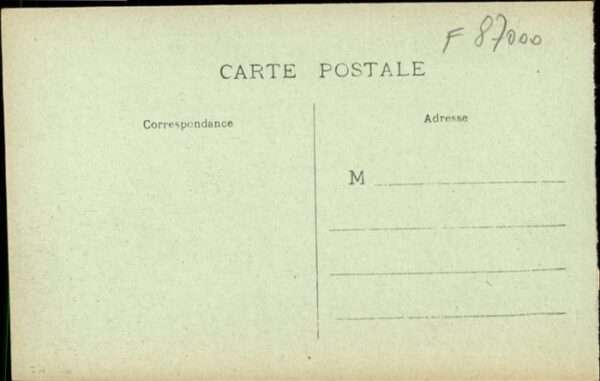 F 87000
CARTE POSTALE
Correspondance
Adresse
M